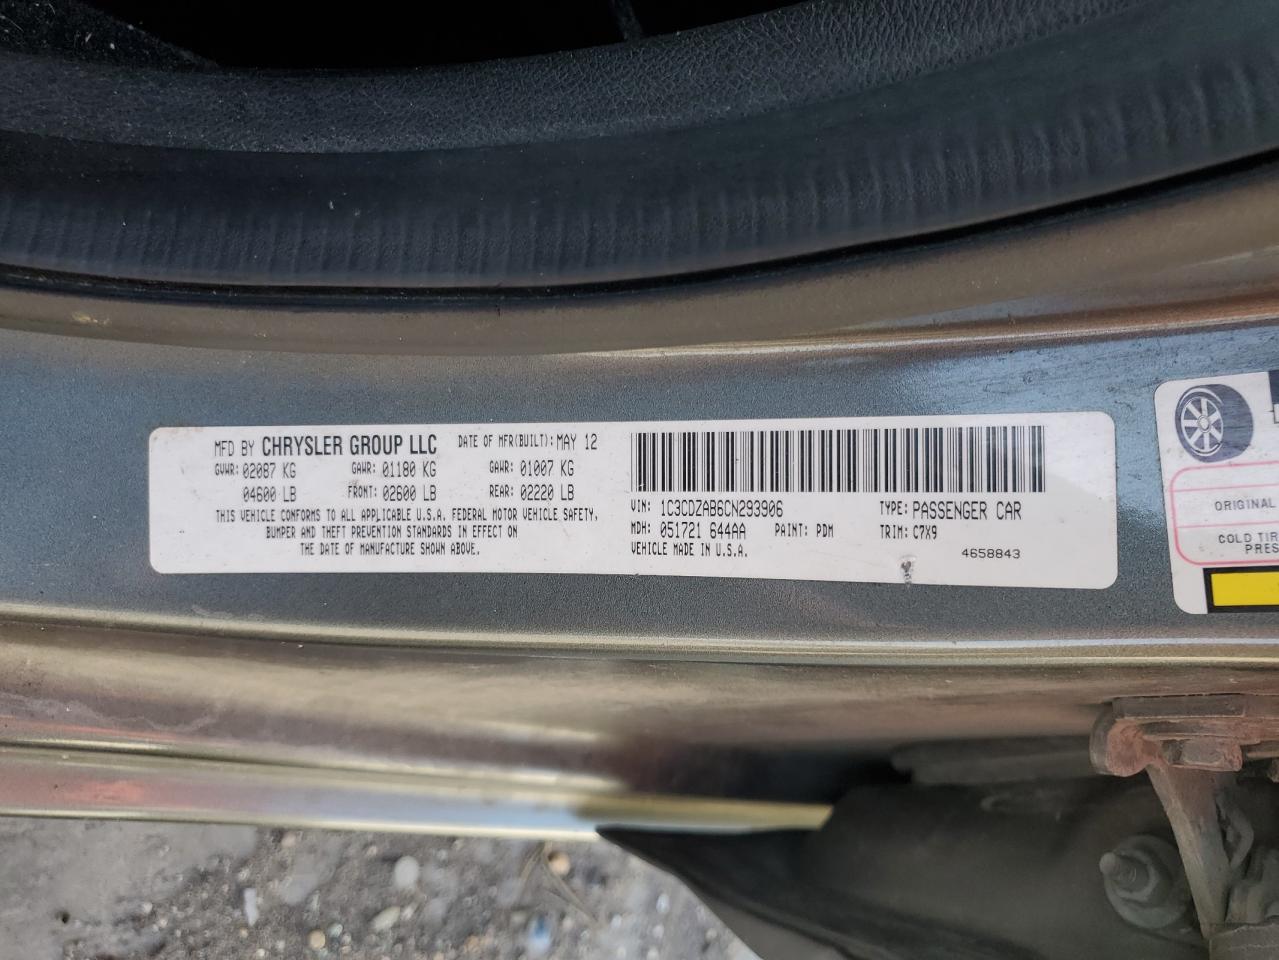 MFD BY CHRYSLER GROUP LLC DATE OF MFR(BUILT): MAY 12
GVWR: 02087 KG GAWR: 01180 KG GAWR: 01007 KG
04600 LB FRONT: 02600 LB REAR: 02220 LB
THIS VEHICLE CONFORMS TO ALL APPLICABLE U.S.A. FEDERAL MOTOR VEHICLE SAFETY,
BUMPER AND THEFT PREVENTION STANDARDS IN EFFECT ON
THE DATE OF MANUFACTURE SHOWN ABOVE.
VIN: 1C3CDZAB6CN293906 TYPE: PASSENGER CAR
MDH: 051721 644AA PAINT: PDM TRIM: C7X9
VEHICLE MADE IN U.S.A. 4658843
ORIGINAL
COLD TIR
PRES